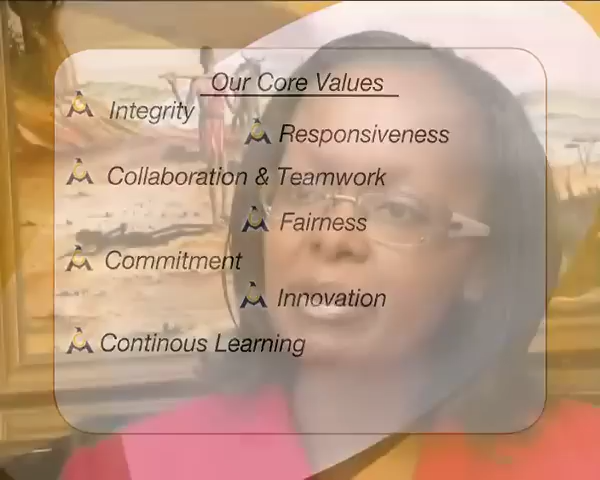 Our Core Values
Integrity
Responsiveness
Collaboration & Teamwork
Fairness
Commitment
Innovation
Continous Learning